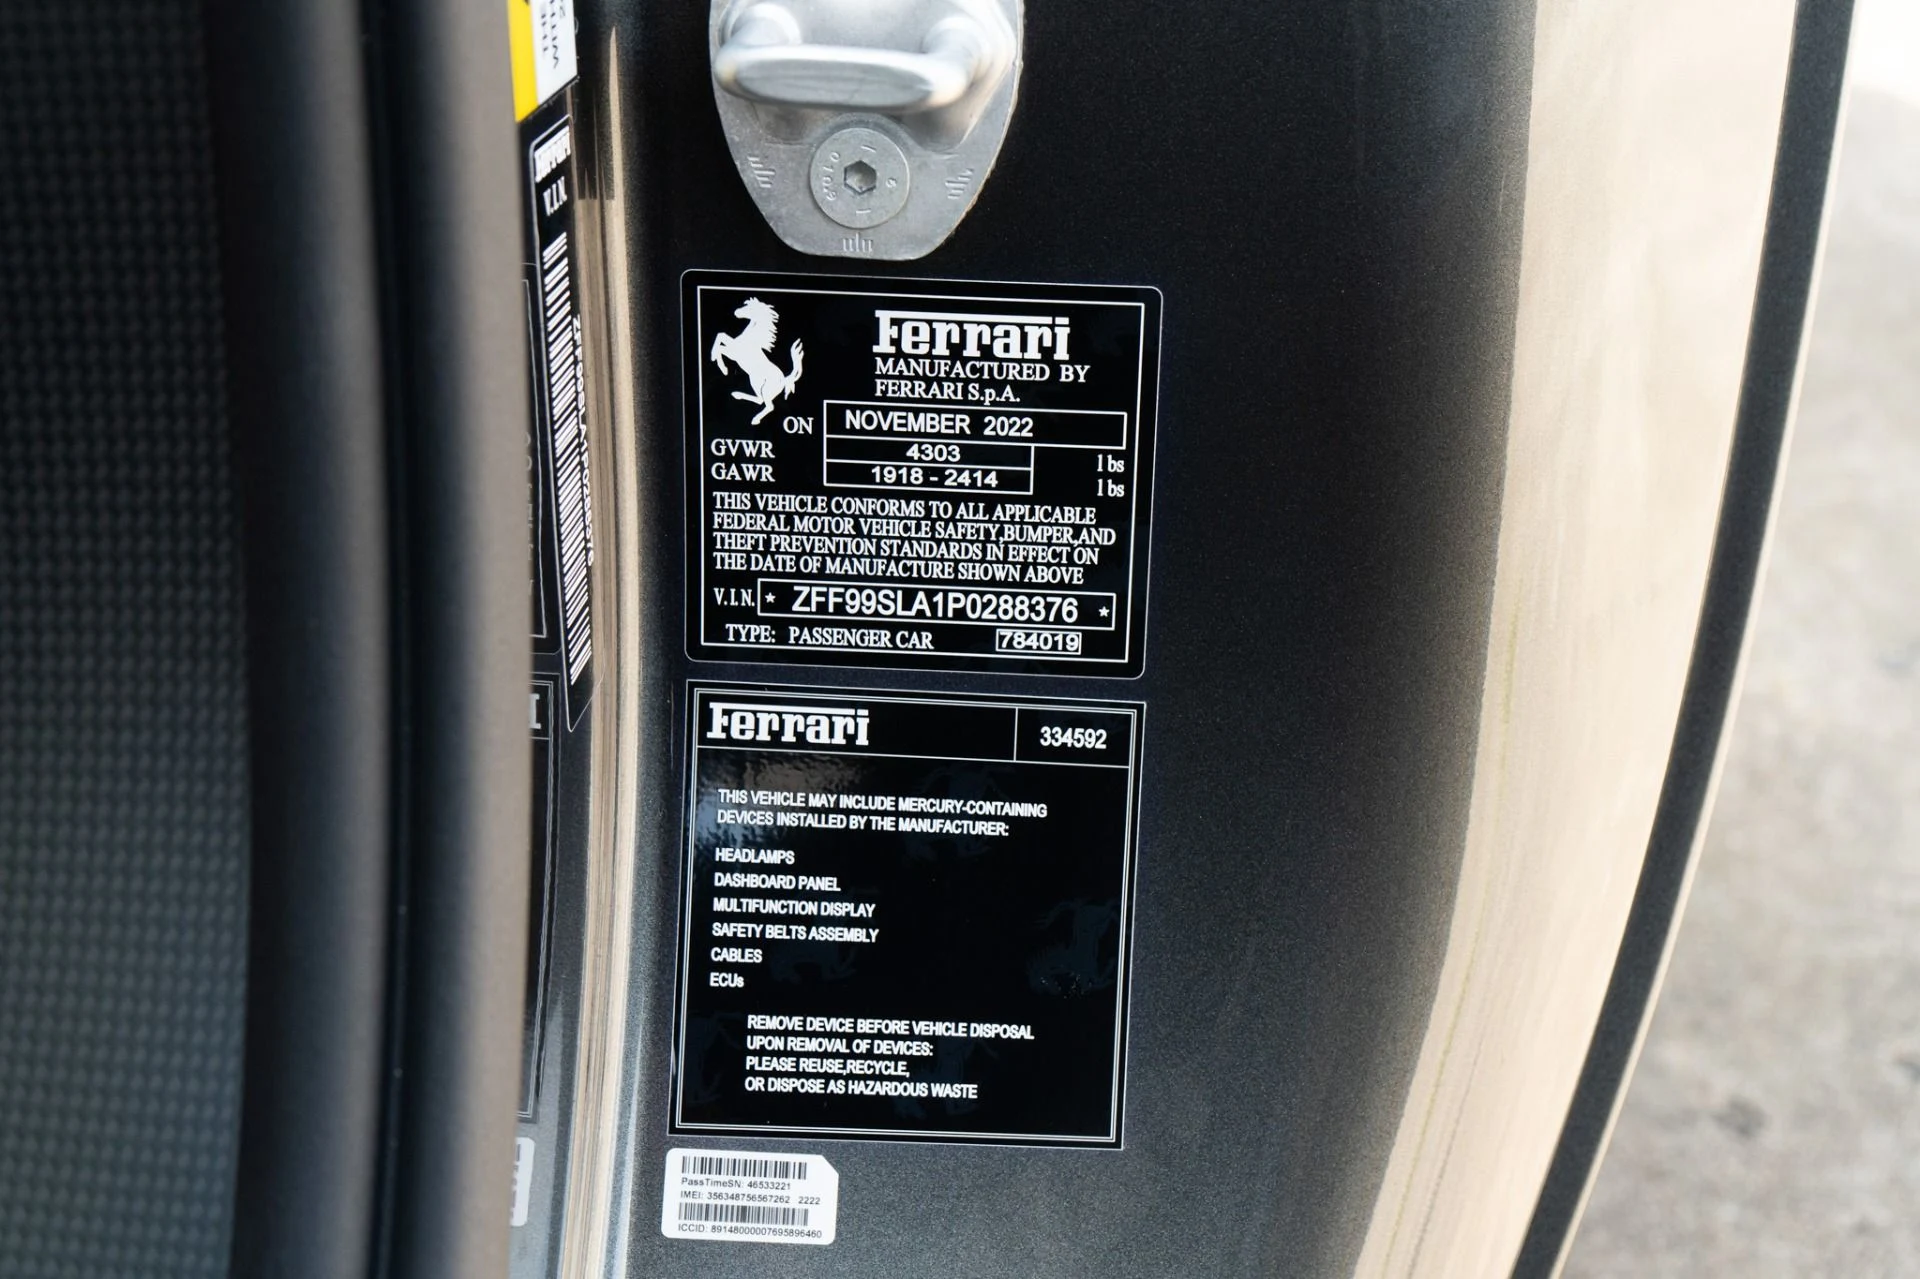 Ferrari
MANUFACTURED BY
FERRARI S.p.A.
ON NOVEMBER 2022
GVWR 4303 lbs
GAWR 1918 - 2414 lbs
THIS VEHICLE CONFORMS TO ALL APPLICABLE
FEDERAL MOTOR VEHICLE SAFETY,BUMPER,AND
THEFT PREVENTION STANDARDS IN EFFECT ON
THE DATE OF MANUFACTURE SHOWN ABOVE
V.I.N. * ZFF99SLA1P0288376 *
TYPE: PASSENGER CAR 784019
Ferrari 334592
THIS VEHICLE MAY INCLUDE MERCURY-CONTAINING
DEVICES INSTALLED BY THE MANUFACTURER:
HEADLAMPS
DASHBOARD PANEL
MULTIFUNCTION DISPLAY
SAFETY BELTS ASSEMBLY
CABLES
ECUs
REMOVE DEVICE BEFORE VEHICLE DISPOSAL
UPON REMOVAL OF DEVICES:
PLEASE REUSE,RECYCLE,
OR DISPOSE AS HAZARDOUS WASTE
PassTimeSN: 46533221
IMEI: 356348756567262 2222
ICCID: 89148000007695896460
Ferrari
ZFF99SLA1P0288376